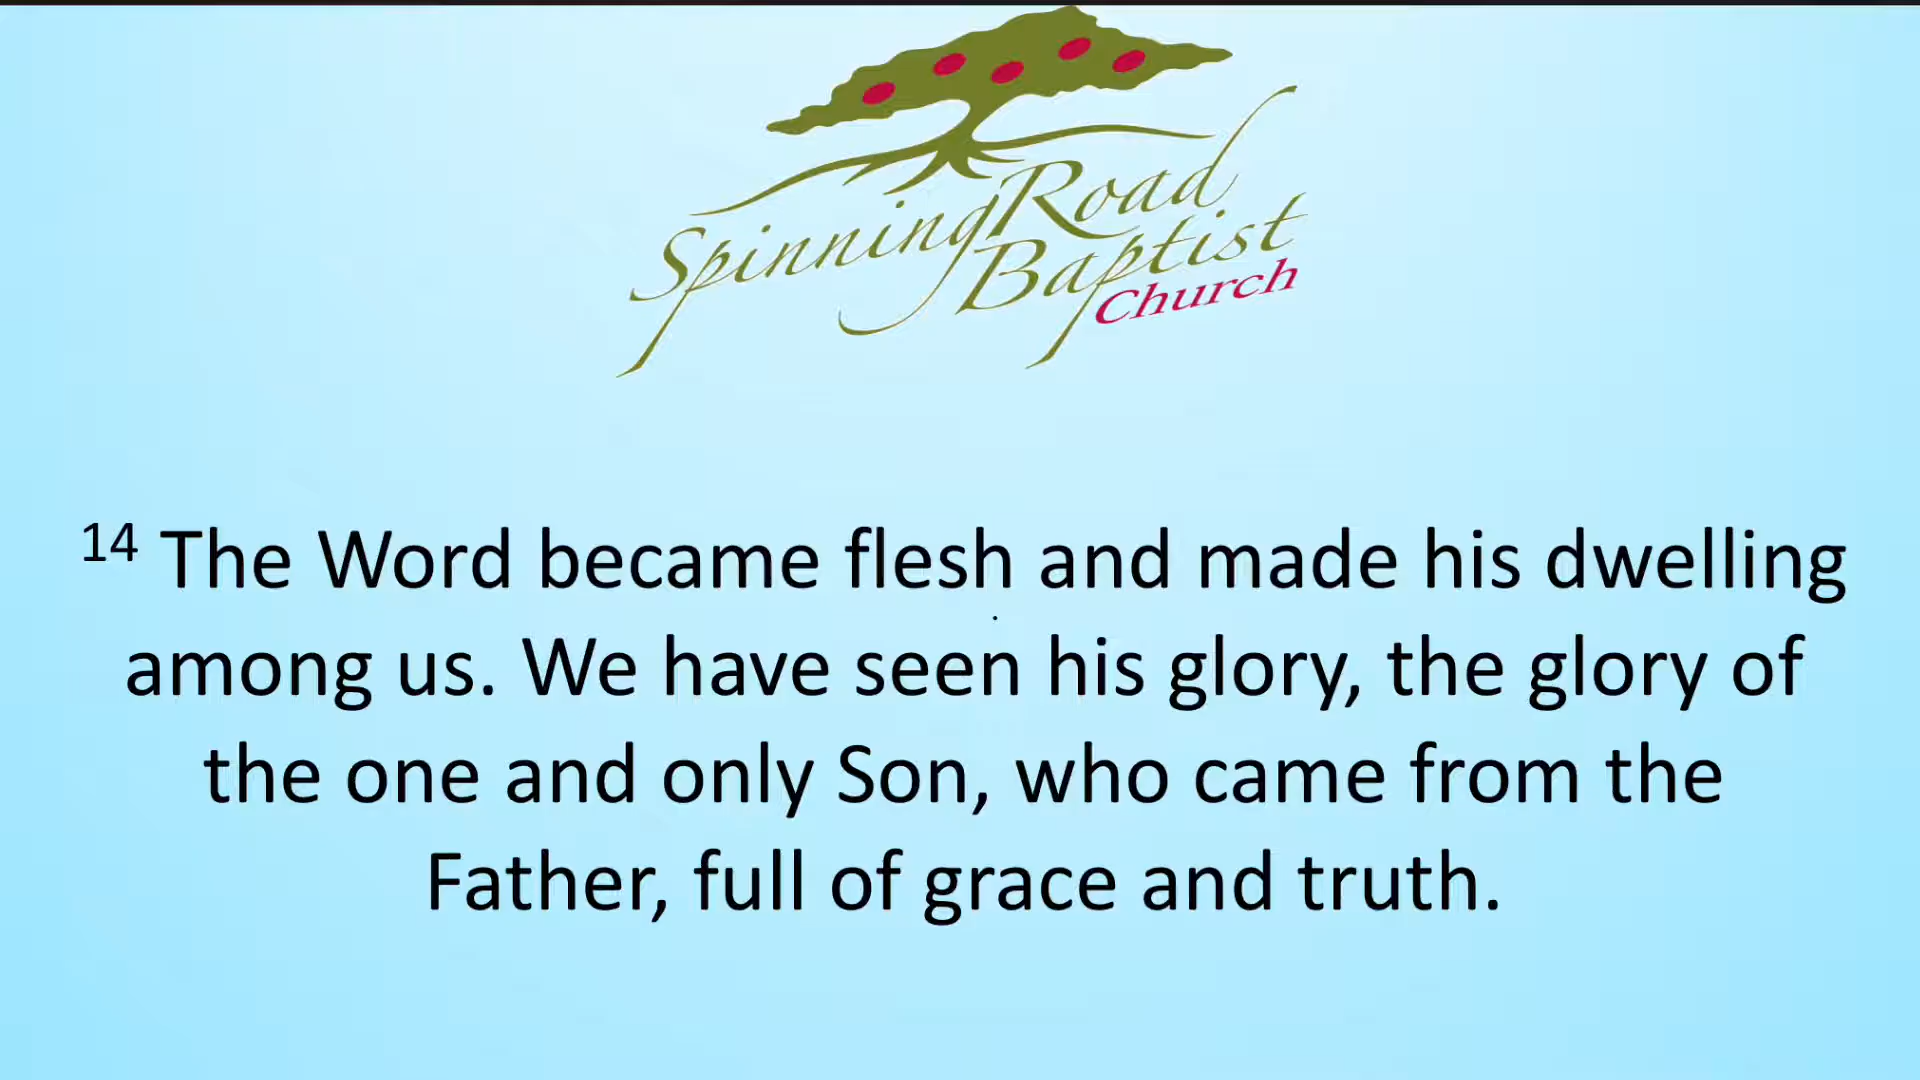 Spinning Road
Baptist
Church
14 The Word became flesh and made his dwelling
among us. We have seen his glory, the glory of
the one and only Son, who came from the
Father, full of grace and truth.